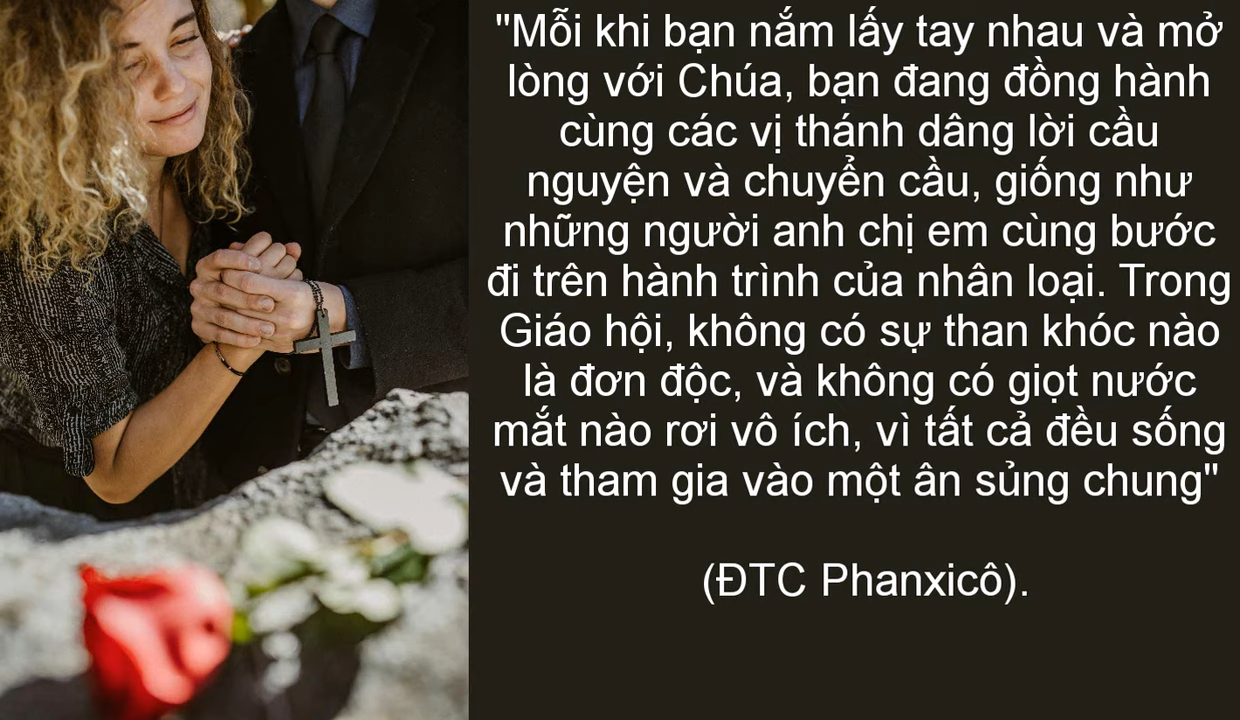 "Mỗi khi bạn nắm lấy tay nhau và mở
lòng với Chúa, bạn đang đồng hành
cùng các vị thánh dâng lời cầu
nguyện và chuyển cầu, giống như
những người anh chị em cùng bước
đi trên hành trình của nhân loại. Trong
Giáo hội, không có sự than khóc nào
là đơn độc, và không có giọt nước
mắt nào rơi vô ích, vì tất cả đều sống
và tham gia vào một ân sủng chung"
(ĐTC Phanxicô).